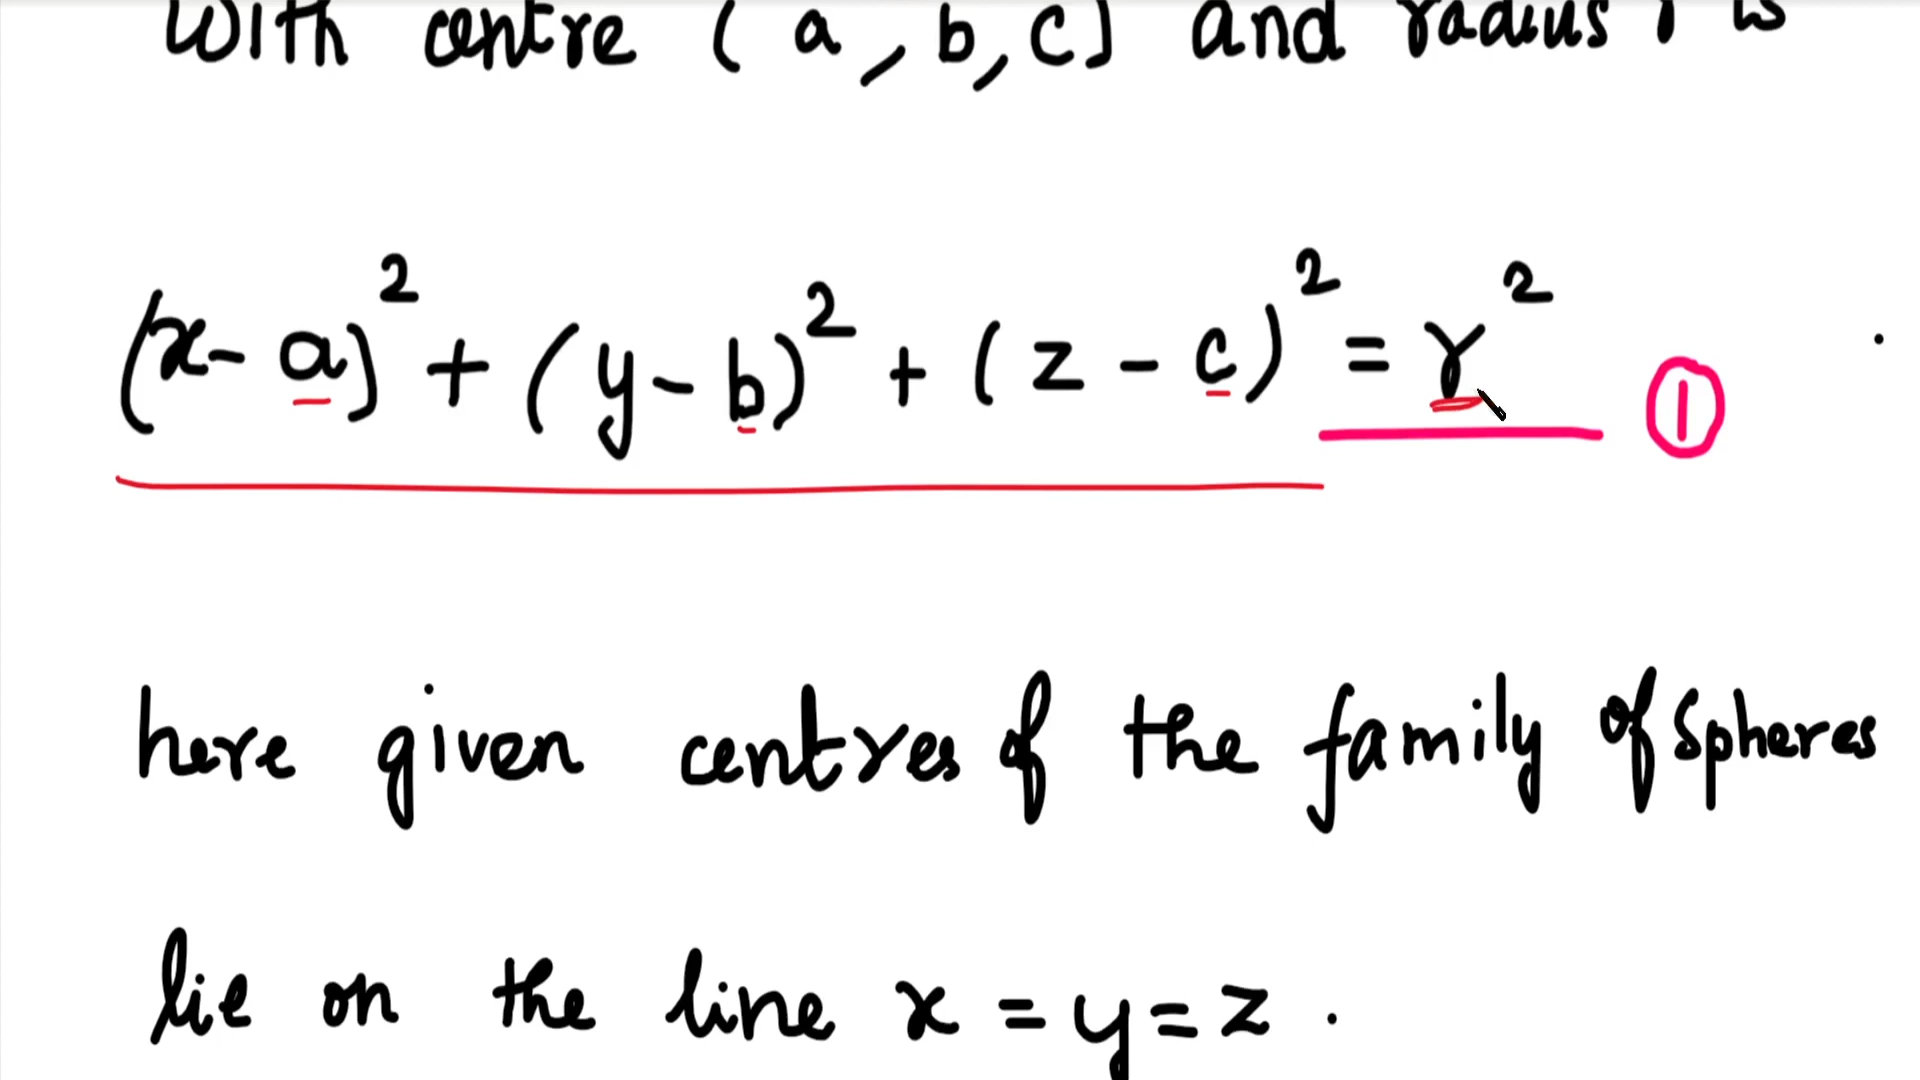 With centre (a, b, c) and radius r is
(x - a)² + (y - b)² + (z - c)² = r² ①
here given centres of the family of spheres
lie on the line x = y = z .